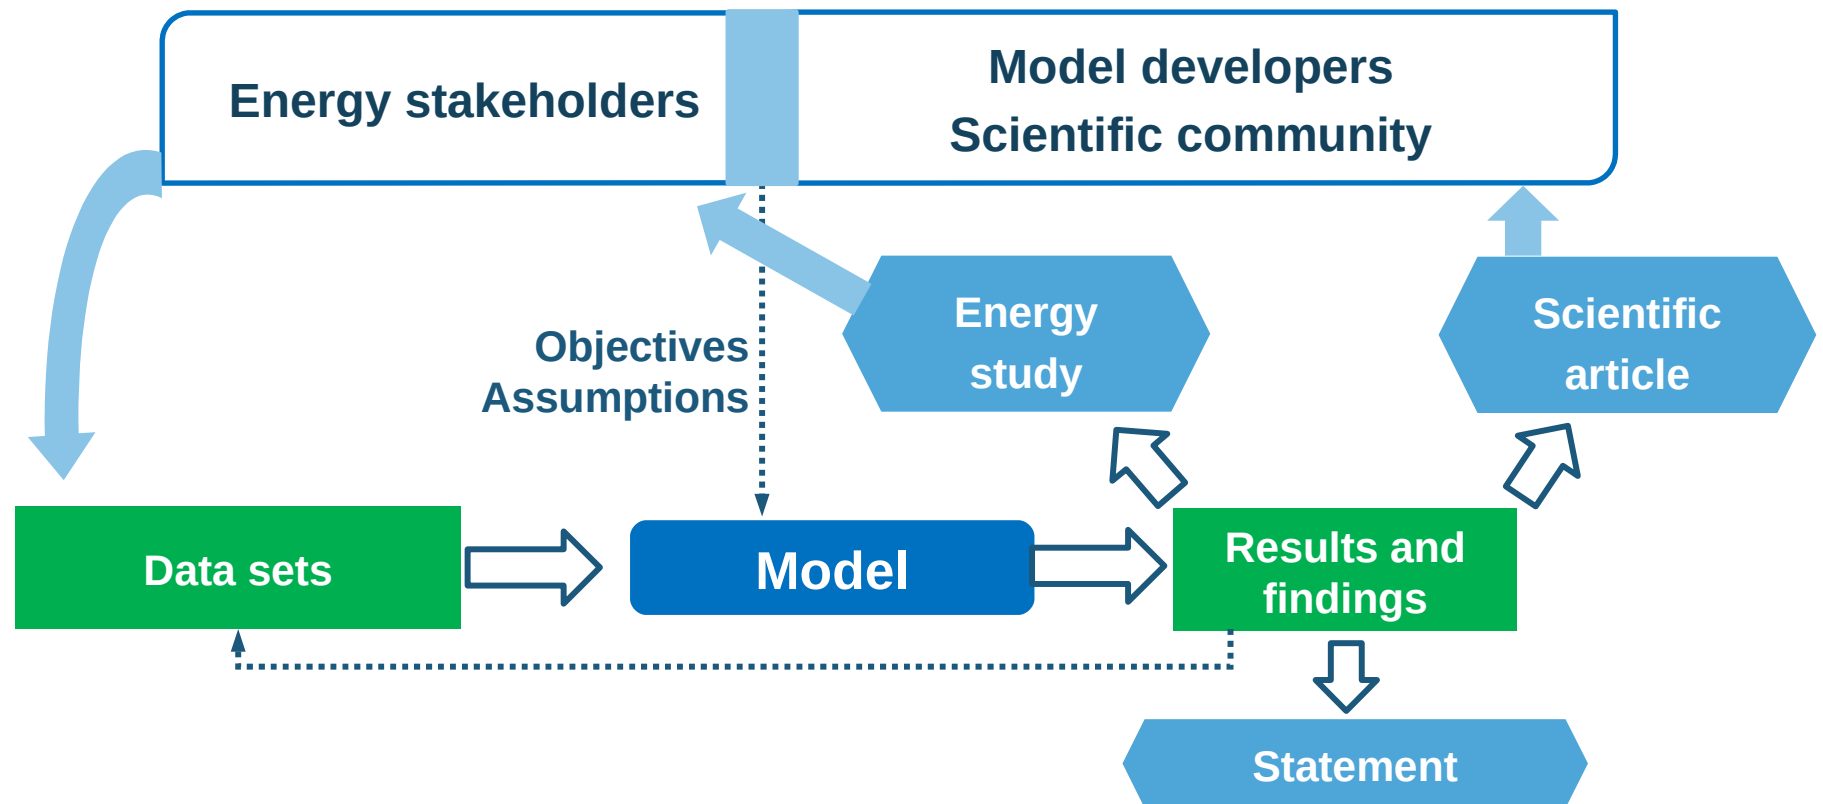 Energy stakeholders
Model developers
Scientific community
Objectives
Assumptions
Energy
study
Scientific
article
Data sets
Model
Results and
findings
Statement